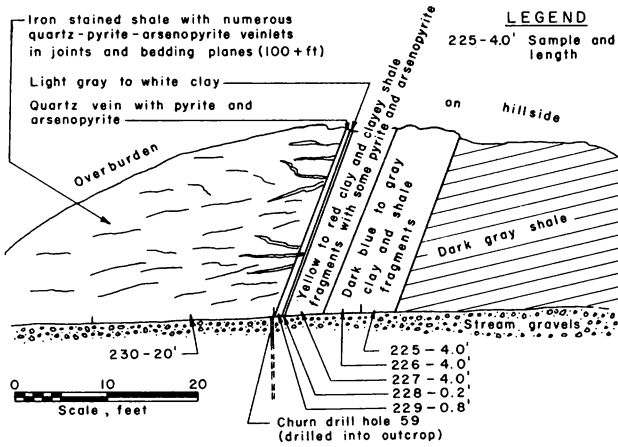 Iron stained shale with numerous
quartz-pyrite-arsenopyrite veinlets
in joints and bedding planes (100+ft)
Light gray to white clay
Quartz vein with pyrite and
arsenopyrite
LEGEND
225-4.0' Sample and
length
on hillside
Overburden
Yellow to red clay and clayey shale
fragments with some pyrite and arsenopyrite
Dark blue to gray
clay and shale
fragments
Dark gray shale
Stream gravels
230-20'
225-4.0'
226-4.0'
227-4.0'
228-0.2'
229-0.8'
0 10 20
Scale, feet
Churn drill hole 59
(drilled into outcrop)